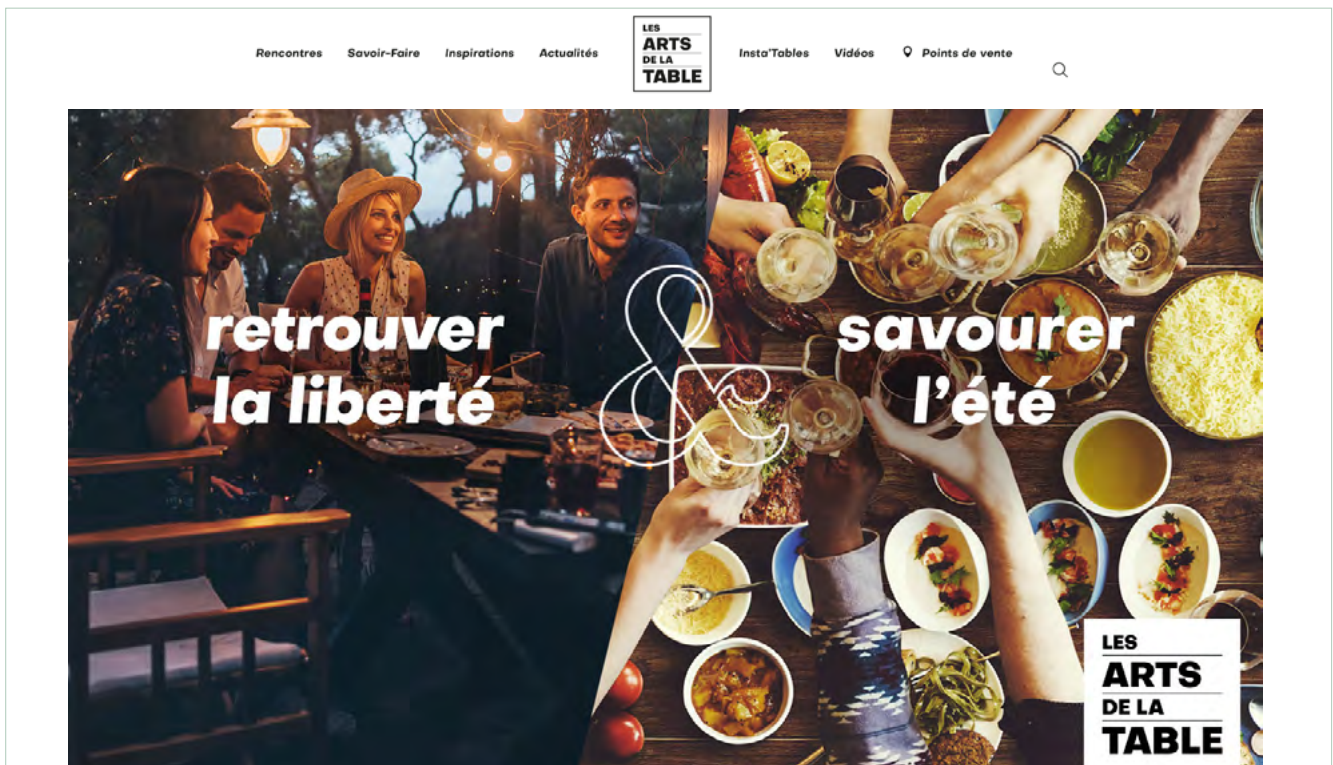 Rencontres Savoir-Faire Inspirations Actualités
LES
ARTS
DE LA
TABLE
Insta'Tables Vidéos Points de vente
retrouver
la liberté
&
savourer
l'été
LES
ARTS
DE LA
TABLE